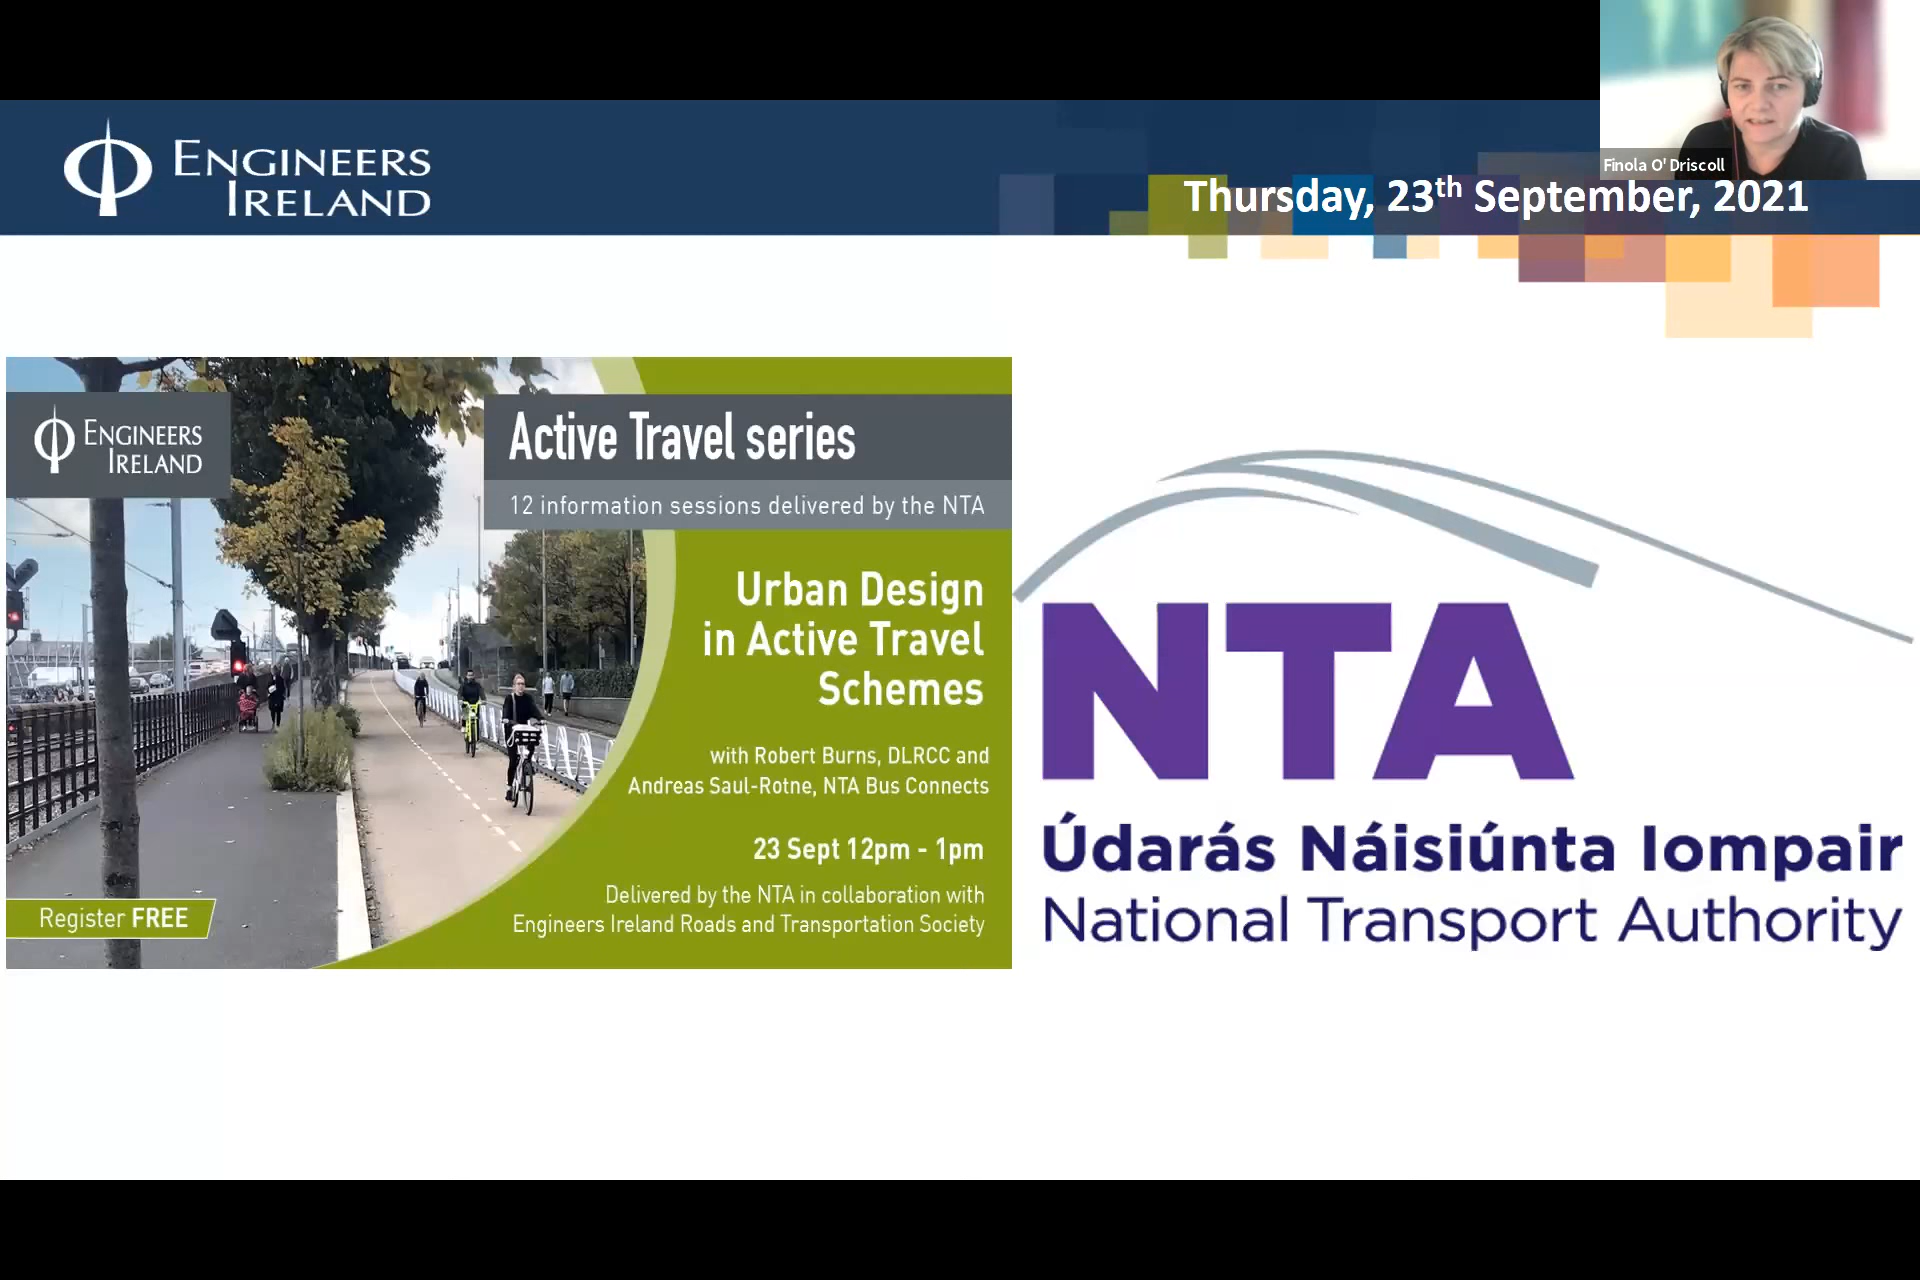 ENGINEERS
IRELAND
Finola O' Driscoll
Thursday, 23th September, 2021
ENGINEERS
IRELAND
Active Travel series
12 information sessions delivered by the NTA
Urban Design
in Active Travel
Schemes
with Robert Burns, DLRCC and
Andreas Saul-Rotne, NTA Bus Connects
23 Sept 12pm - 1pm
Delivered by the NTA in collaboration with
Engineers Ireland Roads and Transportation Society
Register FREE
NTA
Údarás Náisiúnta Iompair
National Transport Authority